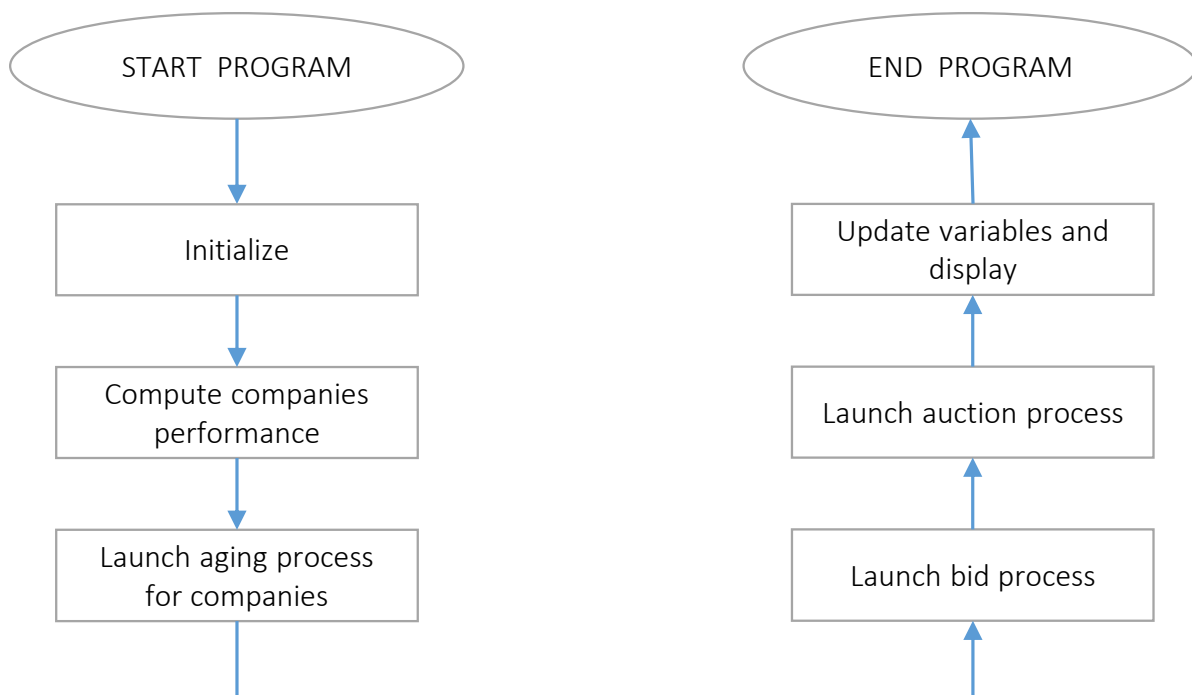 START PROGRAM
Initialize
Compute companies
performance
Launch aging process
for companies
END PROGRAM
Update variables and
display
Launch auction process
Launch bid process